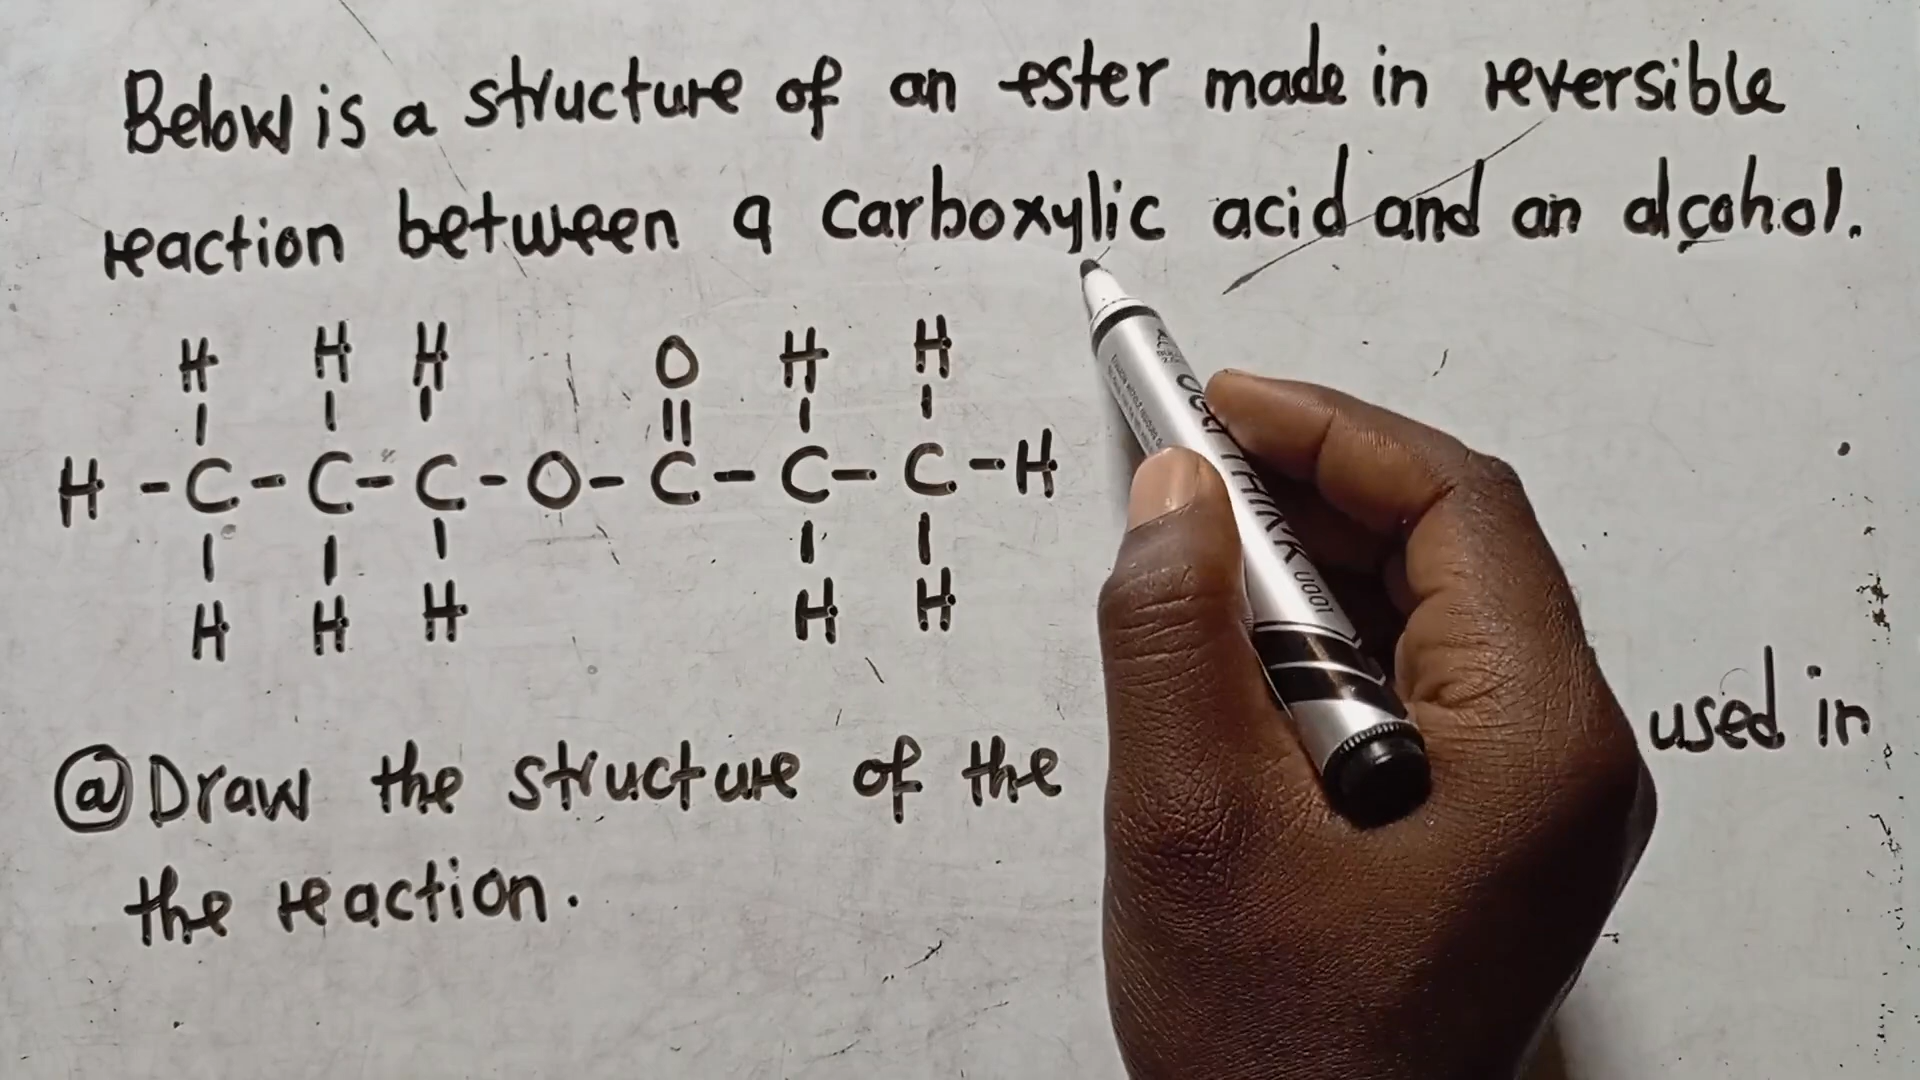 Below is a structure of an ester made in reversible
reaction between a carboxylic acid and an alcohol.
H H H O H H
H-C-C-C-O-C-C-C-H
H H H H H
(a) Draw the structure of the used in
the reaction.
U001